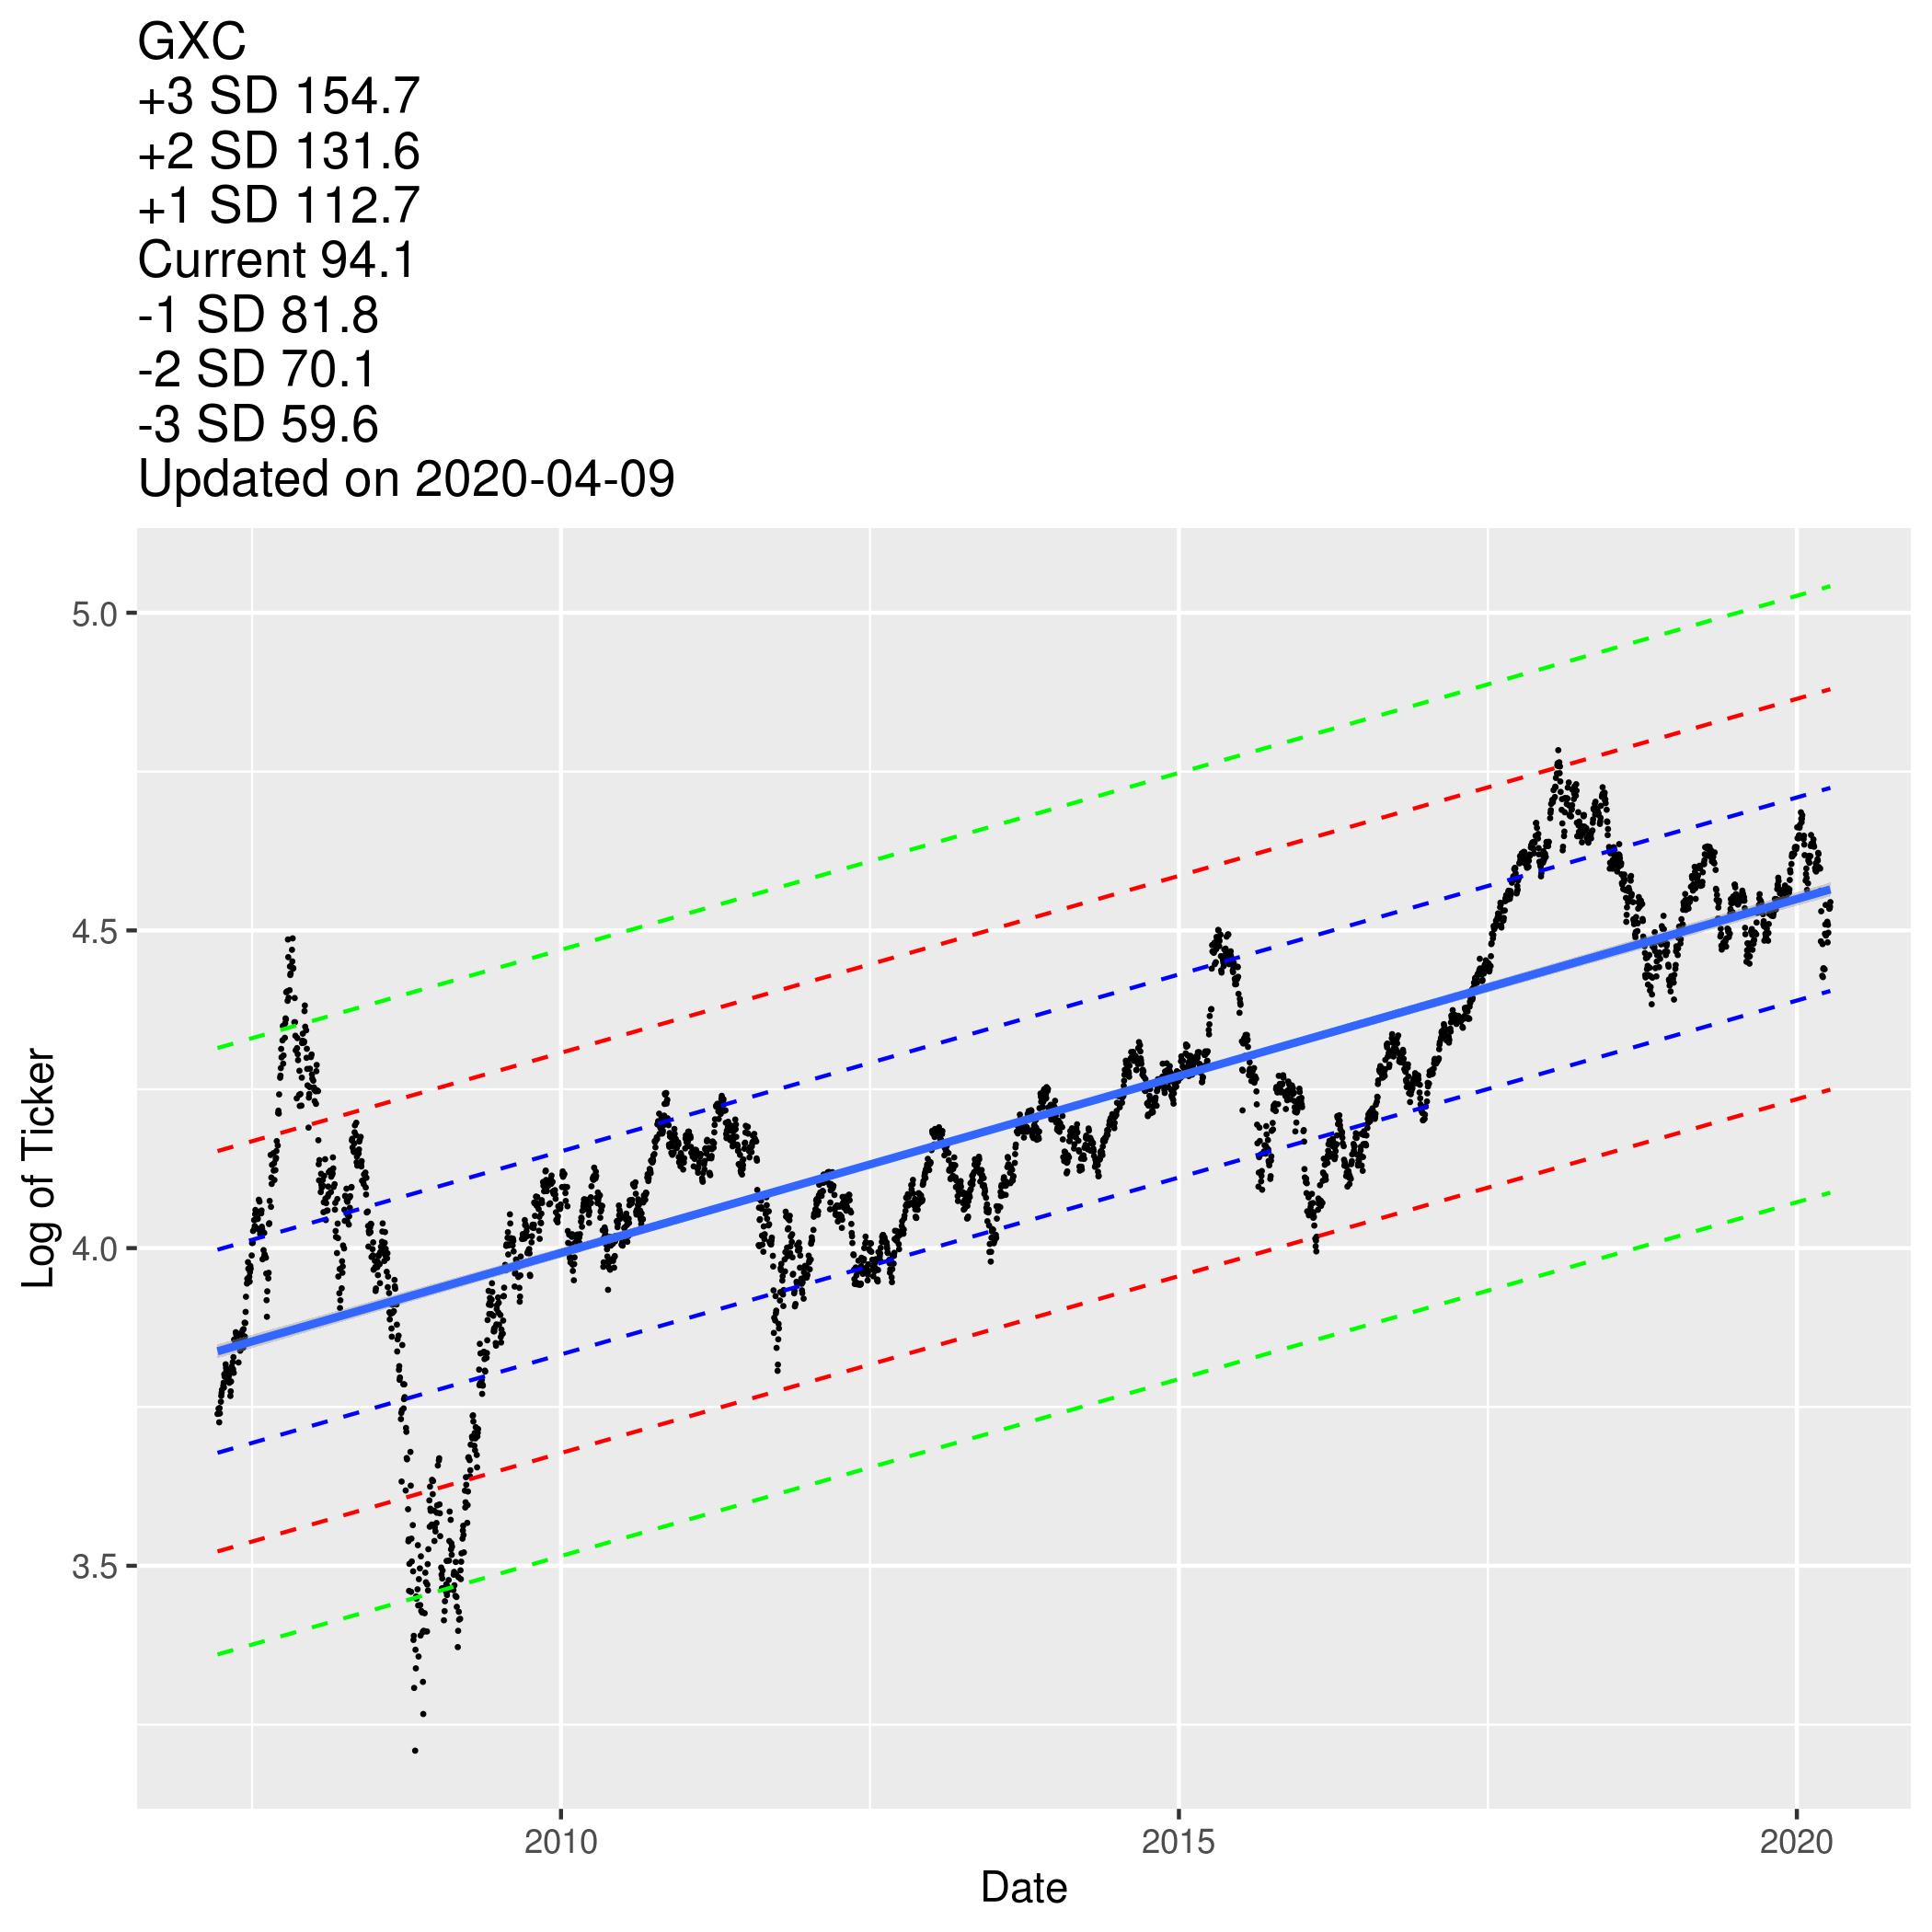 GXC
+3 SD 154.7
+2 SD 131.6
+1 SD 112.7
Current 94.1
-1 SD 81.8
-2 SD 70.1
-3 SD 59.6
Updated on 2020-04-09
5.0
4.5
4.0
3.5
Log of Ticker
2010
2015
2020
Date